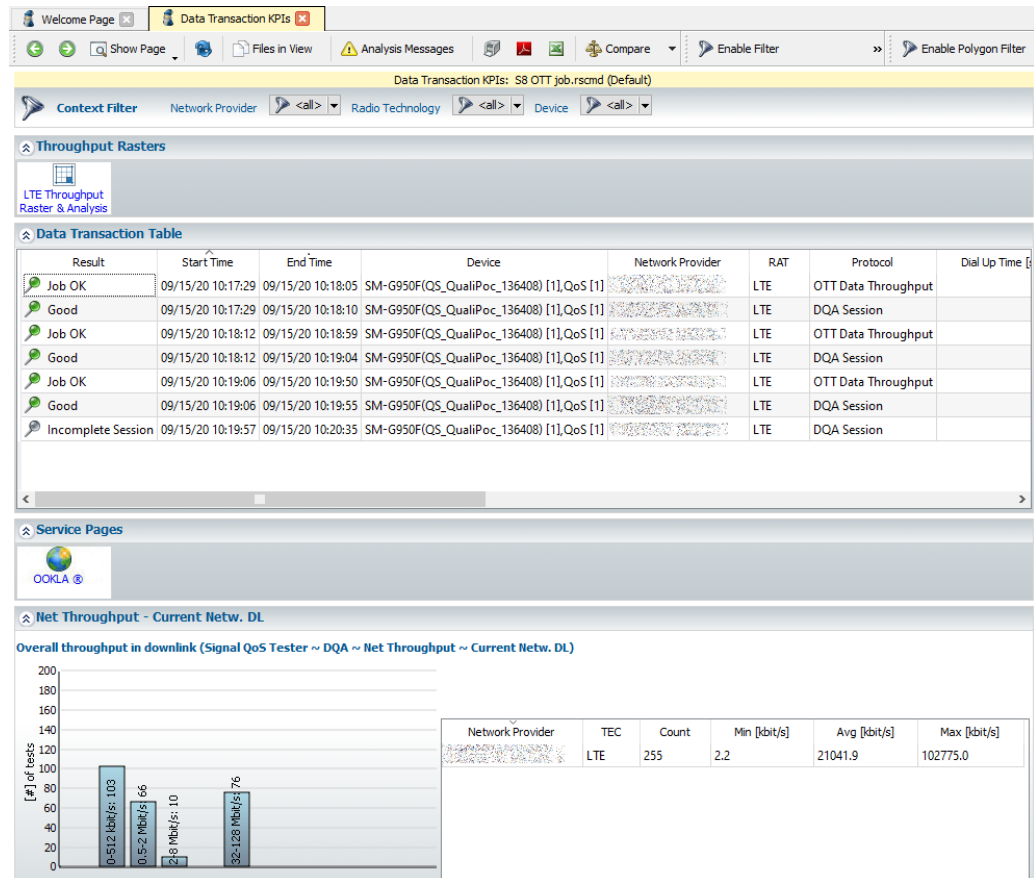 Welcome Page Data Transaction KPIs
Show Page Files in View Analysis Messages Compare Enable Filter » Enable Polygon Filter
Data Transaction KPIs: S8 OTT job.rscmd (Default)
Context Filter Network Provider <all> Radio Technology <all> Device <all>
Throughput Rasters
LTE Throughput
Raster & Analysis
Data Transaction Table
Result Start Time End Time Device Network Provider RAT Protocol Dial Up Time [s
Job OK 09/15/20 10:17:29 09/15/20 10:18:05 SM-G950F(QS_QualiPoc_136408) [1],QoS [1] LTE OTT Data Throughput
Good 09/15/20 10:17:29 09/15/20 10:18:10 SM-G950F(QS_QualiPoc_136408) [1],QoS [1] LTE DQA Session
Job OK 09/15/20 10:18:12 09/15/20 10:18:59 SM-G950F(QS_QualiPoc_136408) [1],QoS [1] LTE OTT Data Throughput
Good 09/15/20 10:18:12 09/15/20 10:19:04 SM-G950F(QS_QualiPoc_136408) [1],QoS [1] LTE DQA Session
Job OK 09/15/20 10:19:06 09/15/20 10:19:50 SM-G950F(QS_QualiPoc_136408) [1],QoS [1] LTE OTT Data Throughput
Good 09/15/20 10:19:06 09/15/20 10:19:55 SM-G950F(QS_QualiPoc_136408) [1],QoS [1] LTE DQA Session
Incomplete Session 09/15/20 10:19:57 09/15/20 10:20:35 SM-G950F(QS_QualiPoc_136408) [1],QoS [1] LTE DQA Session
Service Pages
OOKLA ®
Net Throughput - Current Netw. DL
Overall throughput in downlink (Signal QoS Tester ~ DQA ~ Net Throughput ~ Current Netw. DL)
200
180
160
140
120
100
80
60
40
20
0
[#] of tests
0-512 kbit/s: 103
0.5-2 Mbit/s: 66
2-8 Mbit/s: 10
32-128 Mbit/s: 76
Network Provider TEC Count Min [kbit/s] Avg [kbit/s] Max [kbit/s]
LTE 255 2.2 21041.9 102775.0